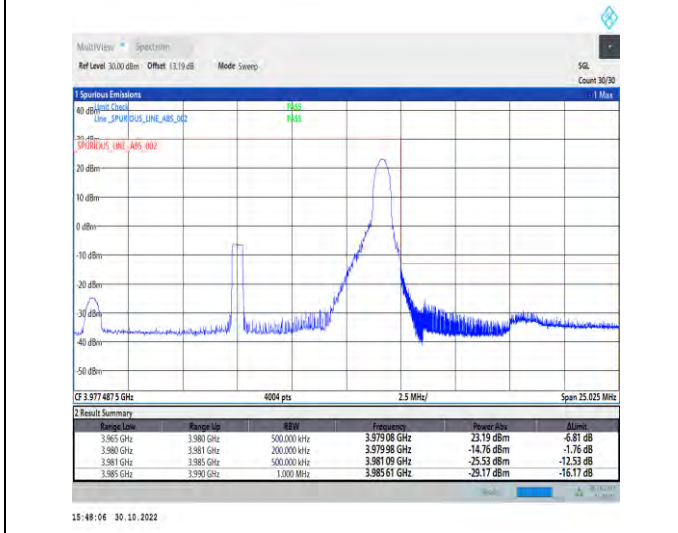 MultiView Spectrum
Ref Level 30.00 dBm Offset 13.19 dB Mode Sweep SGL
Count 30/30
1 Spurious Emissions 1 Max
40 dBm Limit Check PASS
Line _SPURIOUS_LINE_ABS_002 PASS
30 dBm
_SPURIOUS_LINE_ABS_002
20 dBm
10 dBm
0 dBm
-10 dBm
-20 dBm
-30 dBm
-40 dBm
-50 dBm
CF 3.977 487 5 GHz 4004 pts 2.5 MHz/ Span 25.025 MHz
2 Result Summary
Range Low Range Up RBW Frequency Power Abs ΔLimit
3.965 GHz 3.980 GHz 500.000 kHz 3.979 08 GHz 23.19 dBm -6.81 dB
3.980 GHz 3.981 GHz 200.000 kHz 3.979 98 GHz -14.76 dBm -1.76 dB
3.981 GHz 3.985 GHz 500.000 kHz 3.981 09 GHz -25.53 dBm -12.53 dB
3.985 GHz 3.990 GHz 1.000 MHz 3.985 61 GHz -29.17 dBm -16.17 dB
15:48:06 30.10.2022